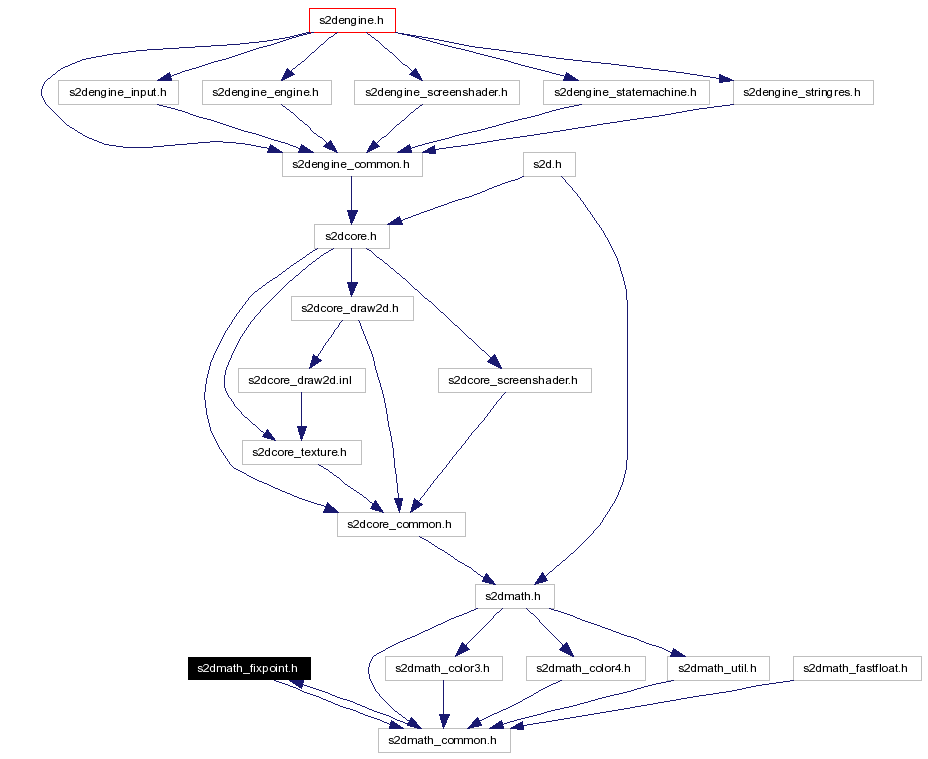 s2dengine.h
s2dengine_input.h
s2dengine_engine.h
s2dengine_screenshader.h
s2dengine_statemachine.h
s2dengine_stringres.h
s2dengine_common.h
s2d.h
s2dcore.h
s2dcore_draw2d.h
s2dcore_draw2d.inl
s2dcore_screenshader.h
s2dcore_texture.h
s2dcore_common.h
s2dmath.h
s2dmath_fixpoint.h
s2dmath_color3.h
s2dmath_color4.h
s2dmath_util.h
s2dmath_fastfloat.h
s2dmath_common.h